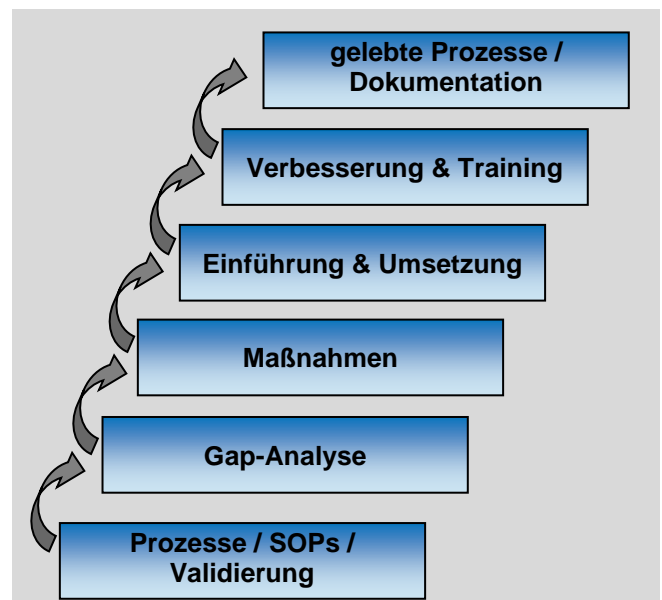 gelebte Prozesse /
Dokumentation
Verbesserung & Training
Einführung & Umsetzung
Maßnahmen
Gap-Analyse
Prozesse / SOPs /
Validierung